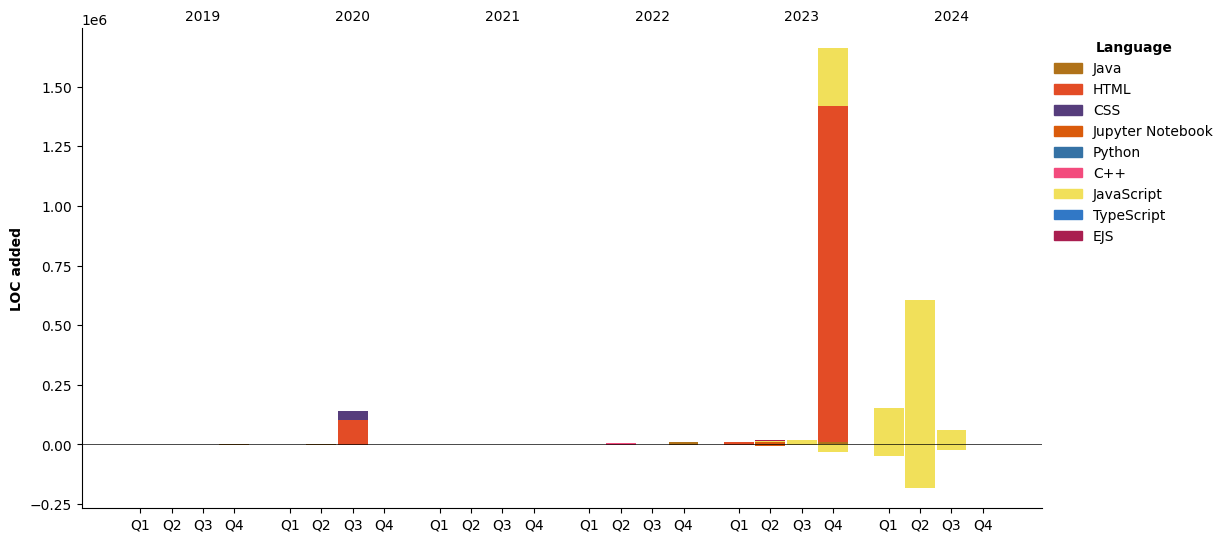 1e6 2019 2020 2021 2022 2023 2024
Language
Java
HTML
CSS
Jupyter Notebook
Python
C++
JavaScript
TypeScript
EJS
LOC added
1.50
1.25
1.00
0.75
0.50
0.25
0.00
−0.25
Q1 Q2 Q3 Q4 Q1 Q2 Q3 Q4 Q1 Q2 Q3 Q4 Q1 Q2 Q3 Q4 Q1 Q2 Q3 Q4 Q1 Q2 Q3 Q4